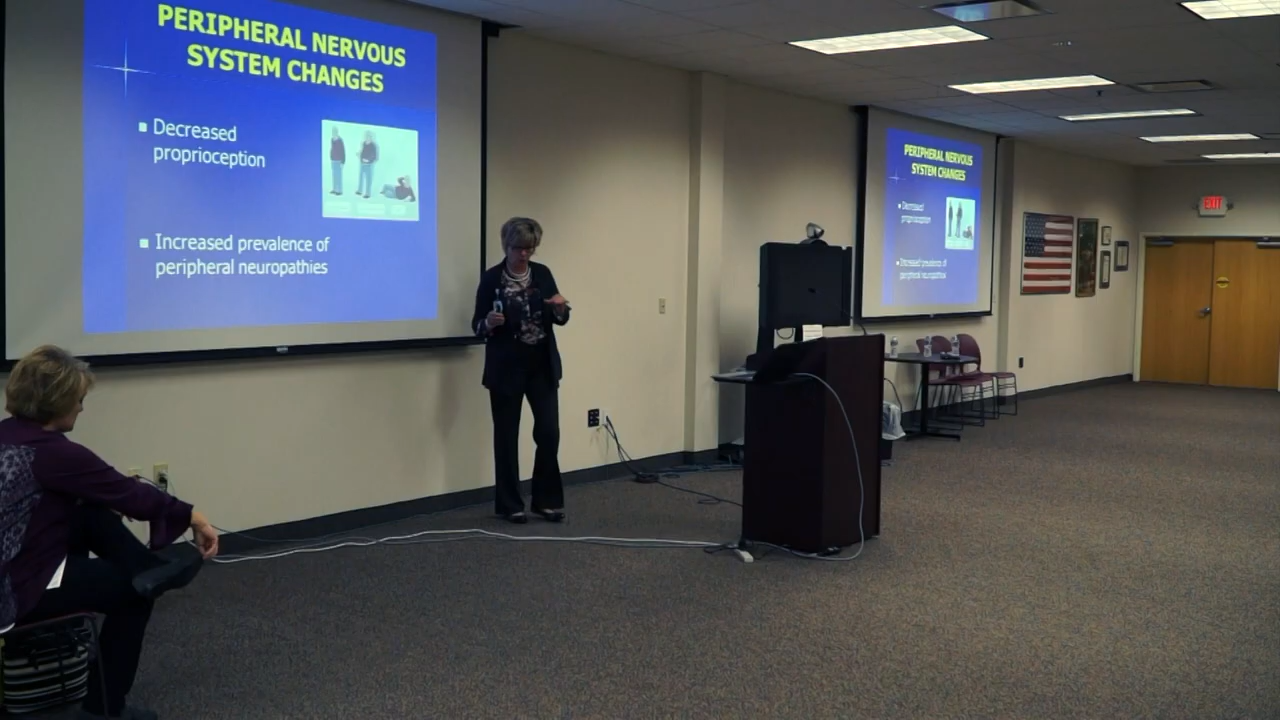 PERIPHERAL NERVOUS
SYSTEM CHANGES
Decreased
proprioception
Increased prevalence of
peripheral neuropathies
PERIPHERAL NERVOUS
SYSTEM CHANGES
Decreased
proprioception
Increased prevalence of
peripheral neuropathies
EXIT